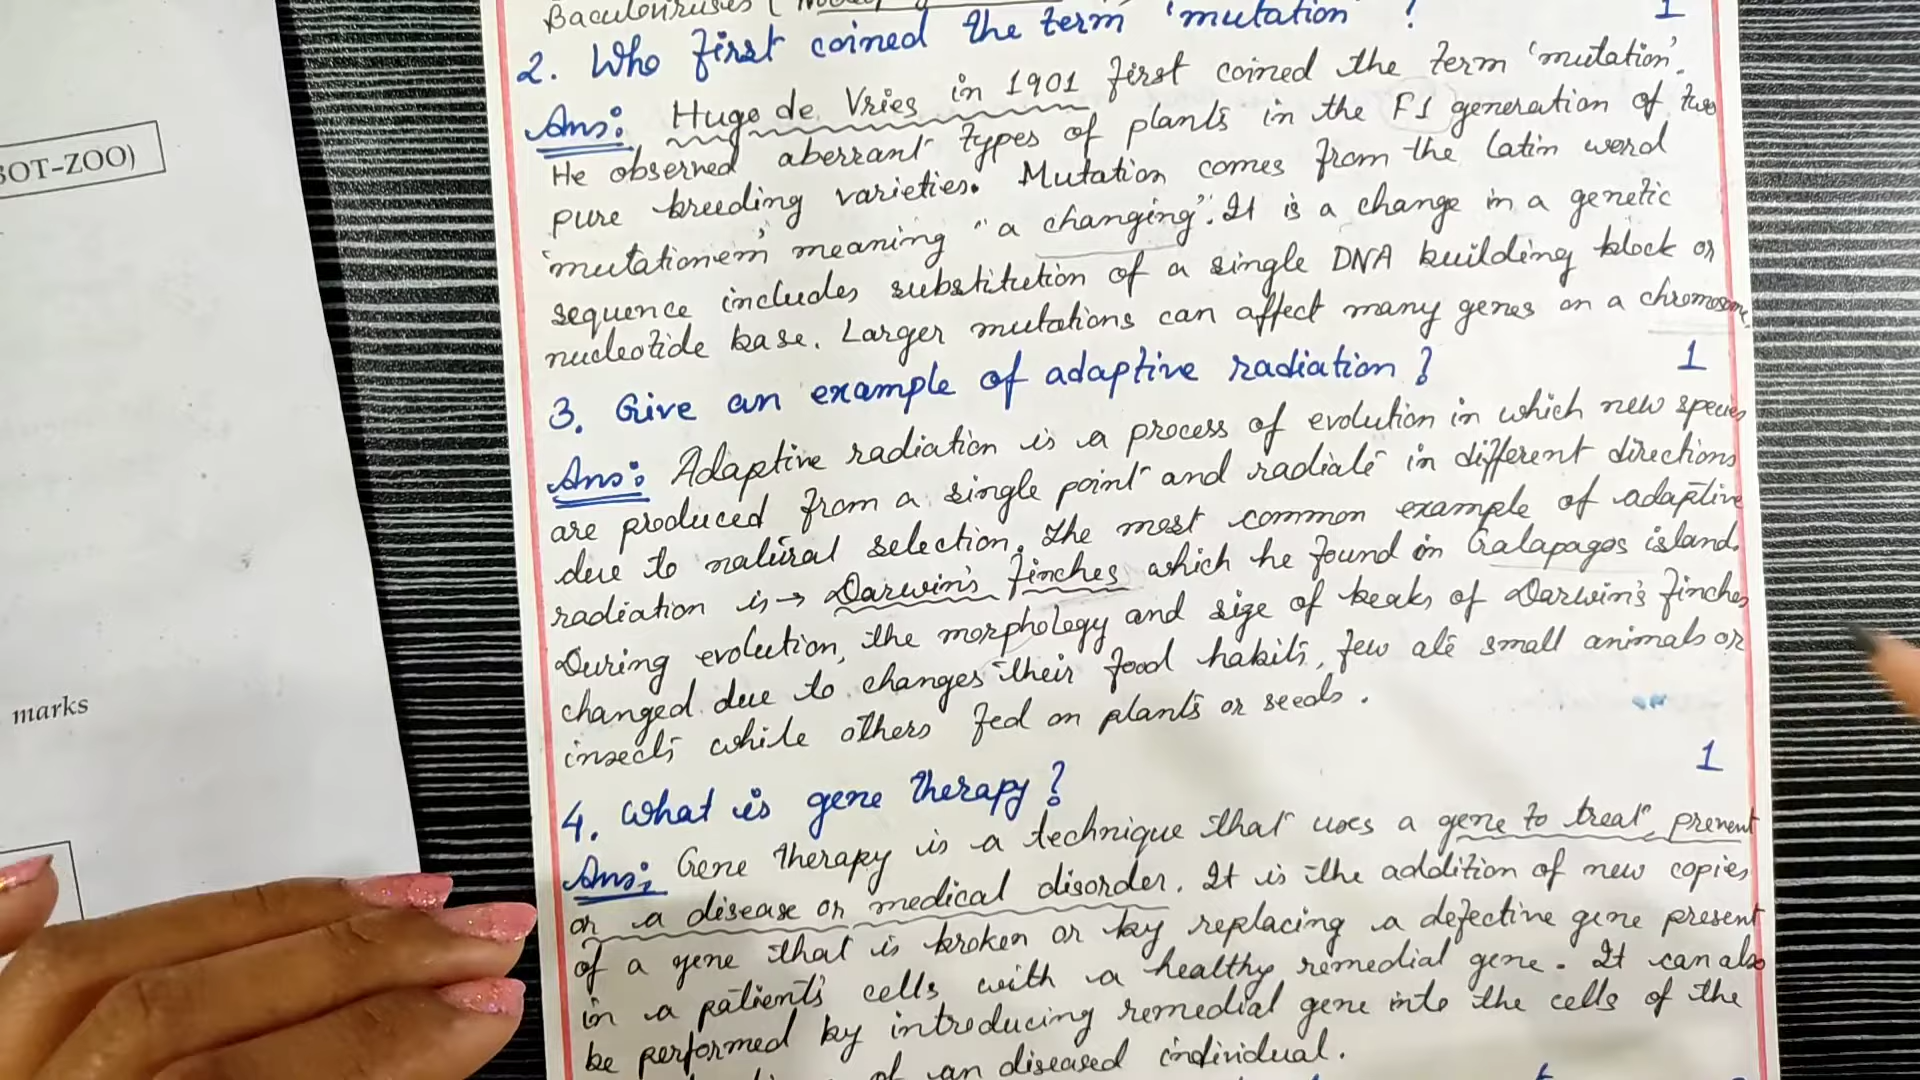 Baculoviruses (
2. Who first coined the term 'mutation' ? 1
Ans: Hugo de Vries in 1901 first coined the term 'mutation'.
He observed aberrant types of plants in the F1 generation of two
pure breeding varieties. Mutation comes from the latin word
'mutationem' meaning "a changing". It is a change in a genetic
sequence includes substitution of a single DNA building block or
nucleotide base. Larger mutations can affect many genes on a chromosome.
3. Give an example of adaptive radiation ? 1
Ans: Adaptive radiation is a process of evolution in which new species
are produced from a single point and radiate in different directions
due to natural selection. The most common example of adaptive
radiation is → Darwin's finches which he found in Galapagos island.
During evolution, the morphology and size of beaks of Darwin's finches
changed due to changes their food habits, few ate small animals or
insects while others fed on plants or seeds.
4. What is gene therapy ? 1
Ans: Gene therapy is a technique that uses a gene to treat, prevent
or a disease or medical disorder. It is the addition of new copies
of a gene that is broken or by replacing a defective gene present
in a patient's cells with a healthy remedial gene. It can also
be performed by introducing remedial gene into the cells of the
of an diseased individual.
BOT-ZOO)
marks